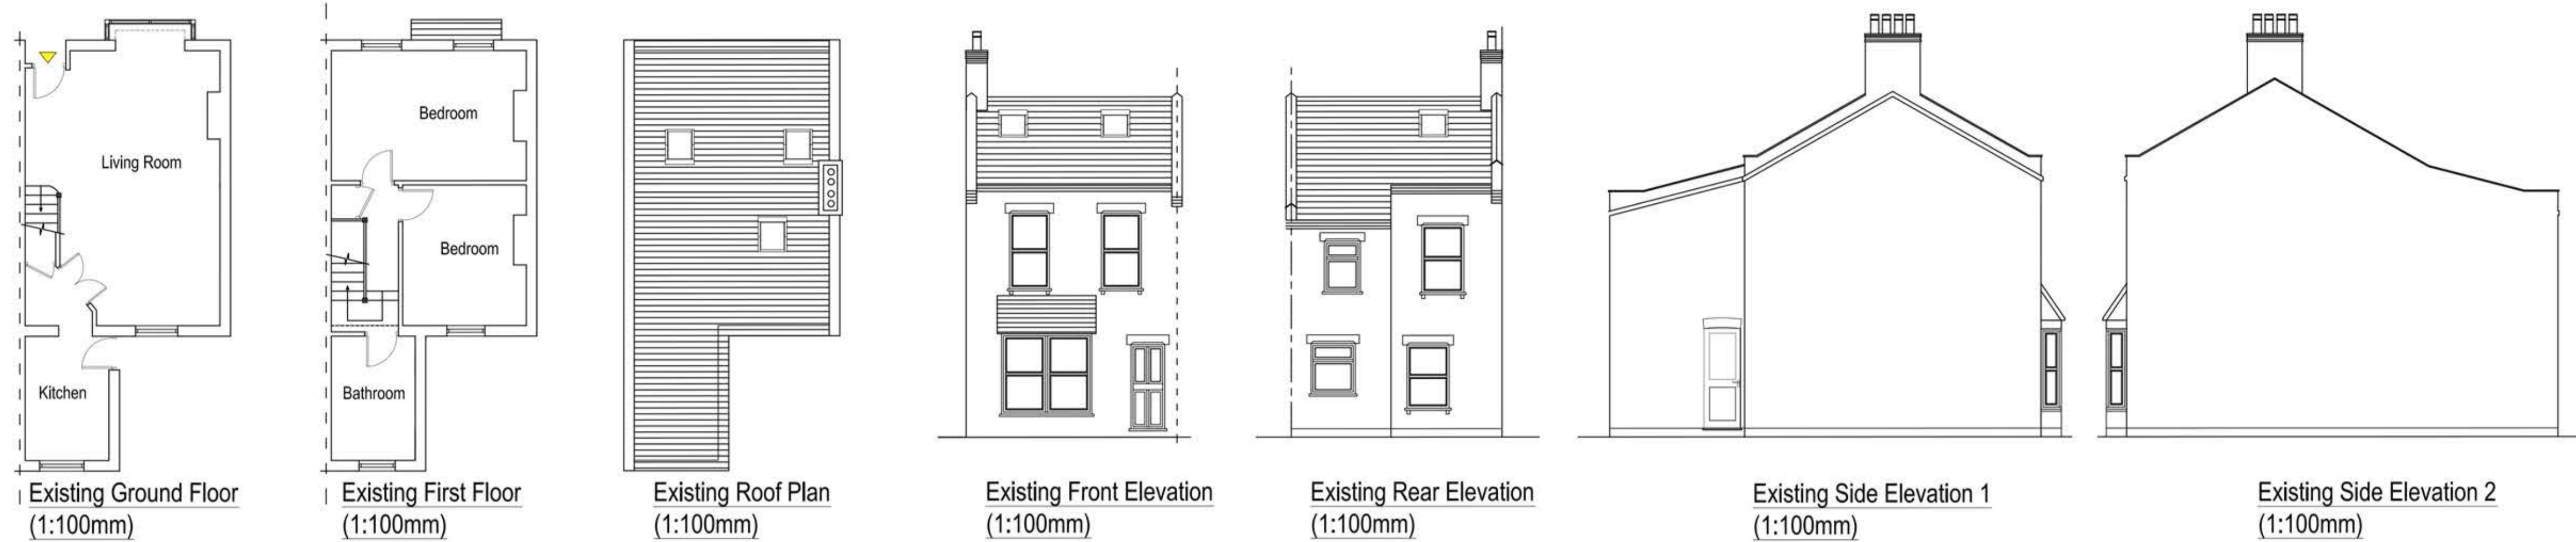 Living Room
Kitchen
Existing Ground Floor
(1:100mm)
Bedroom
Bedroom
Bathroom
Existing First Floor
(1:100mm)
Existing Roof Plan
(1:100mm)
Existing Front Elevation
(1:100mm)
Existing Rear Elevation
(1:100mm)
Existing Side Elevation 1
(1:100mm)
Existing Side Elevation 2
(1:100mm)